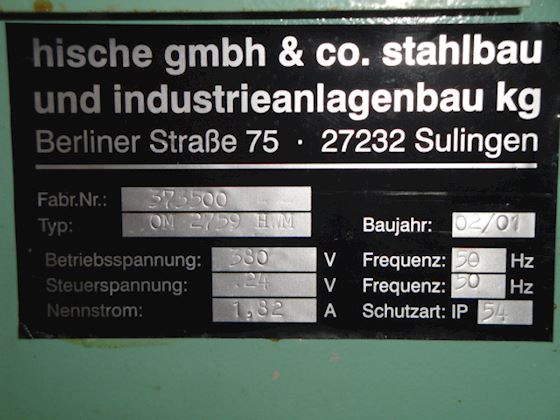 hische gmbh & co. stahlbau
und industrieanlagenbau kg
Berliner Straße 75 · 27232 Sulingen
Fabr.Nr.: 373500
Typ: OM 2759 HWM Baujahr: 02/01
Betriebsspannung: 380 V Frequenz: 50 Hz
Steuerspannung: 24 V Frequenz: 50 Hz
Nennstrom: 1,82 A Schutzart: IP 54